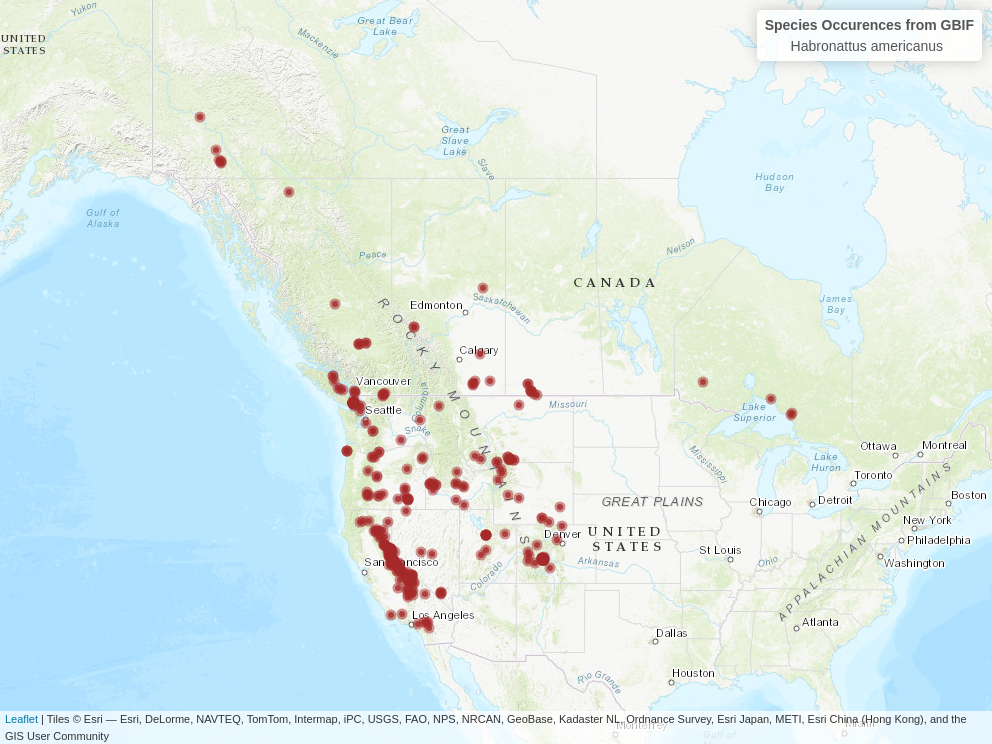 Species Occurences from GBIF
Habronattus americanus
Yukon
UNITED
STATES
Great Bear
Lake
Mackenzie
Great
Slave
Lake
Slave
Gulf of
Alaska
Hudson
Bay
Peace
Nelson
CANADA
James
Bay
Edmonton
Saskatchewan
Calgary
ROCKY MOUNTAINS
Vancouver
Columbia
Seattle
Snake
Missouri
Lake
Superior
Mississippi
Ottawa
Montreal
Lake
Huron
Toronto
GREAT PLAINS
Chicago
Detroit
Boston
APPALACHIAN MOUNTAINS
New York
Philadelphia
UNITED
STATES
Denver
St Louis
Ohio
Washington
San Francisco
Colorado
Arkansas
Los Angeles
Atlanta
Dallas
Houston
Rio Grande
Monterrey
Gulf of
Miami
Leaflet | Tiles © Esri — Esri, DeLorme, NAVTEQ, TomTom, Intermap, iPC, USGS, FAO, NPS, NRCAN, GeoBase, Kadaster NL, Ordnance Survey, Esri Japan, METI, Esri China (Hong Kong), and the
GIS User Community